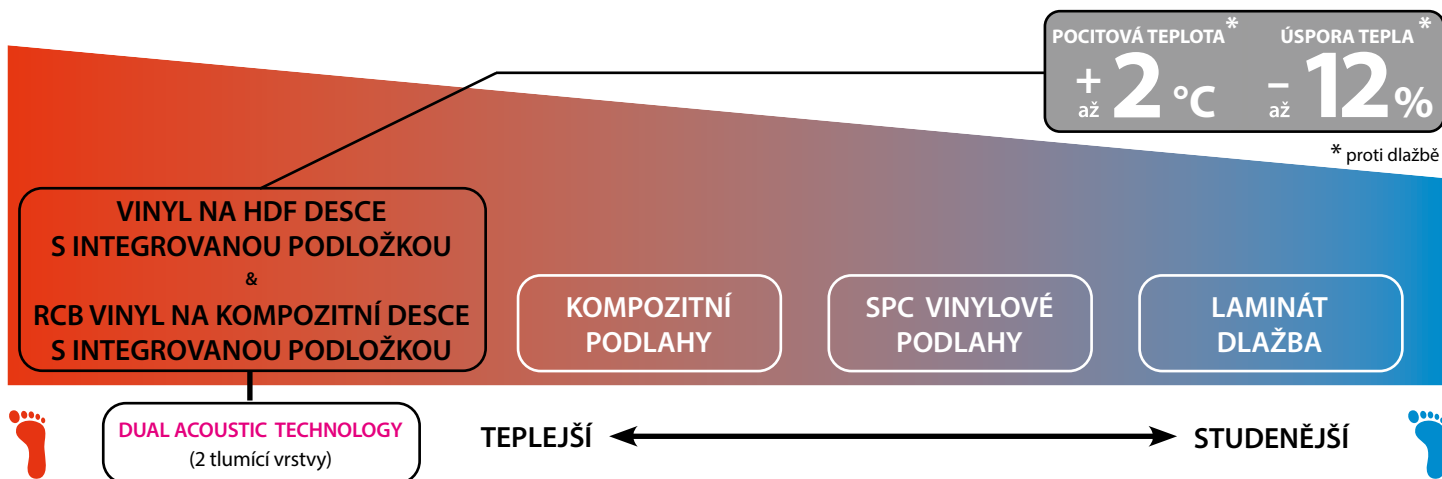 POCITOVÁ TEPLOTA*
+ až 2 °C
ÚSPORA TEPLA*
– až 12 %
* proti dlažbě
VINYL NA HDF DESCE
S INTEGROVANOU PODLOŽKOU
&
RCB VINYL NA KOMPOZITNÍ DESCE
S INTEGROVANOU PODLOŽKOU
KOMPOZITNÍ
PODLAHY
SPC VINYLOVÉ
PODLAHY
LAMINÁT
DLAŽBA
DUAL ACOUSTIC TECHNOLOGY
(2 tlumící vrstvy)
TEPLEJŠÍ
STUDENĚJŠÍ